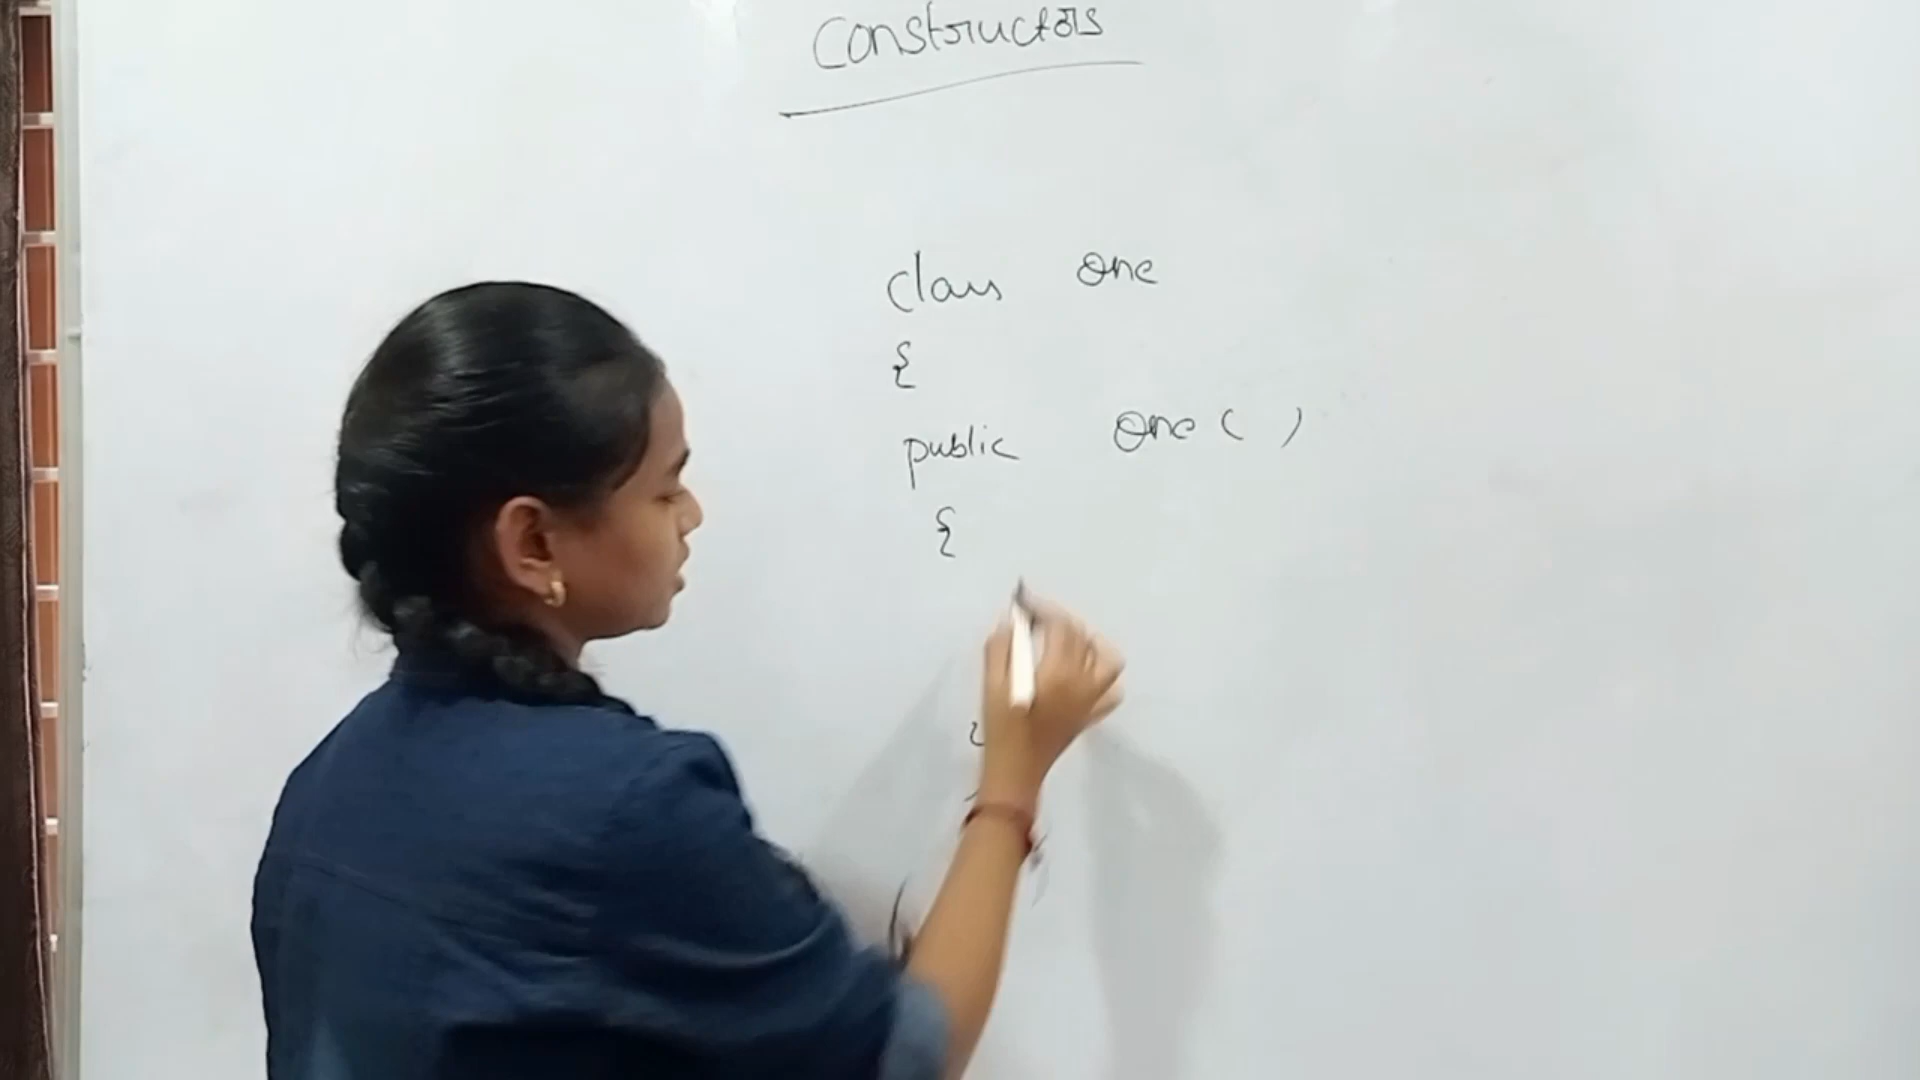 Constructors
class One
{
public One ( )
{